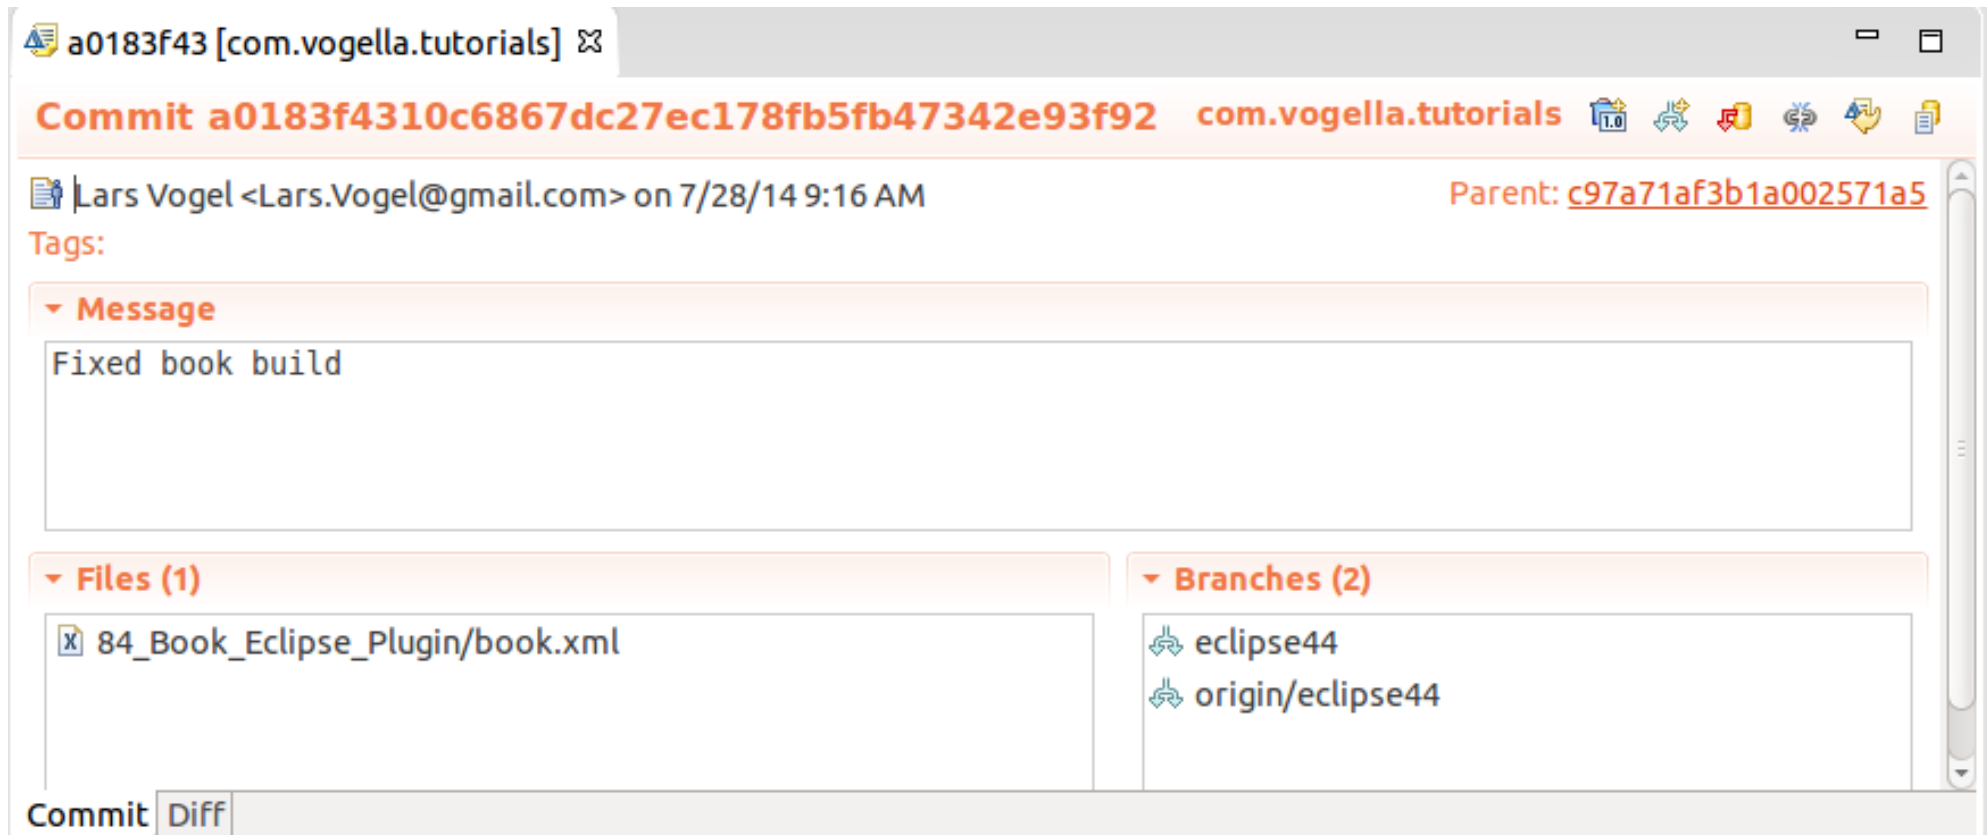 a0183f43 [com.vogella.tutorials]
Commit a0183f4310c6867dc27ec178fb5fb47342e93f92 com.vogella.tutorials 1.0
Lars Vogel <Lars.Vogel@gmail.com> on 7/28/14 9:16 AM Parent: c97a71af3b1a002571a5
Tags:
Message
Fixed book build
Files (1) Branches (2)
84_Book_Eclipse_Plugin/book.xml eclipse44
origin/eclipse44
Commit Diff